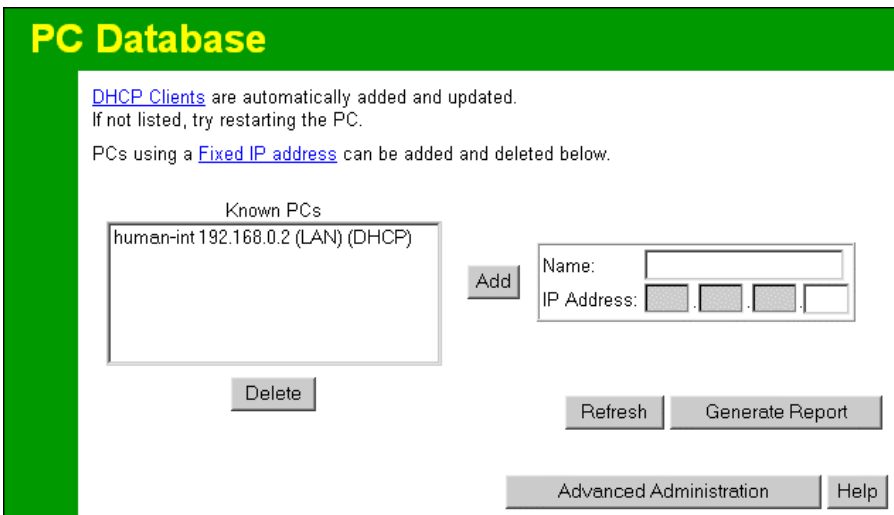 PC Database
DHCP Clients are automatically added and updated.
If not listed, try restarting the PC.
PCs using a Fixed IP address can be added and deleted below.
Known PCs
human-int 192.168.0.2 (LAN) (DHCP)
Add
Name:
IP Address: . . .
Delete
Refresh
Generate Report
Advanced Administration
Help